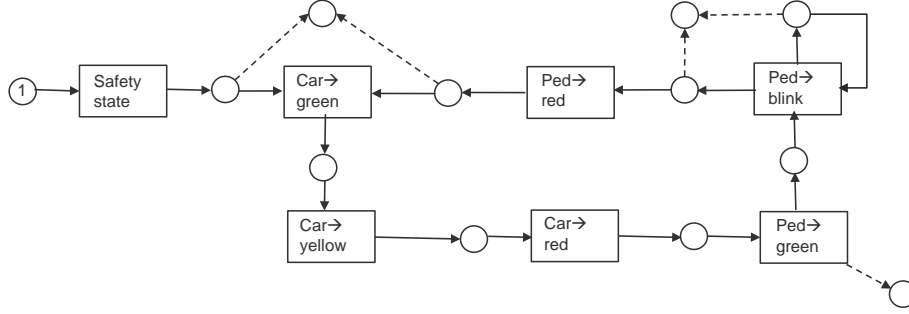 1
Safety
state
Car→
green
Ped→
red
Ped→
blink
Car→
yellow
Car→
red
Ped→
green